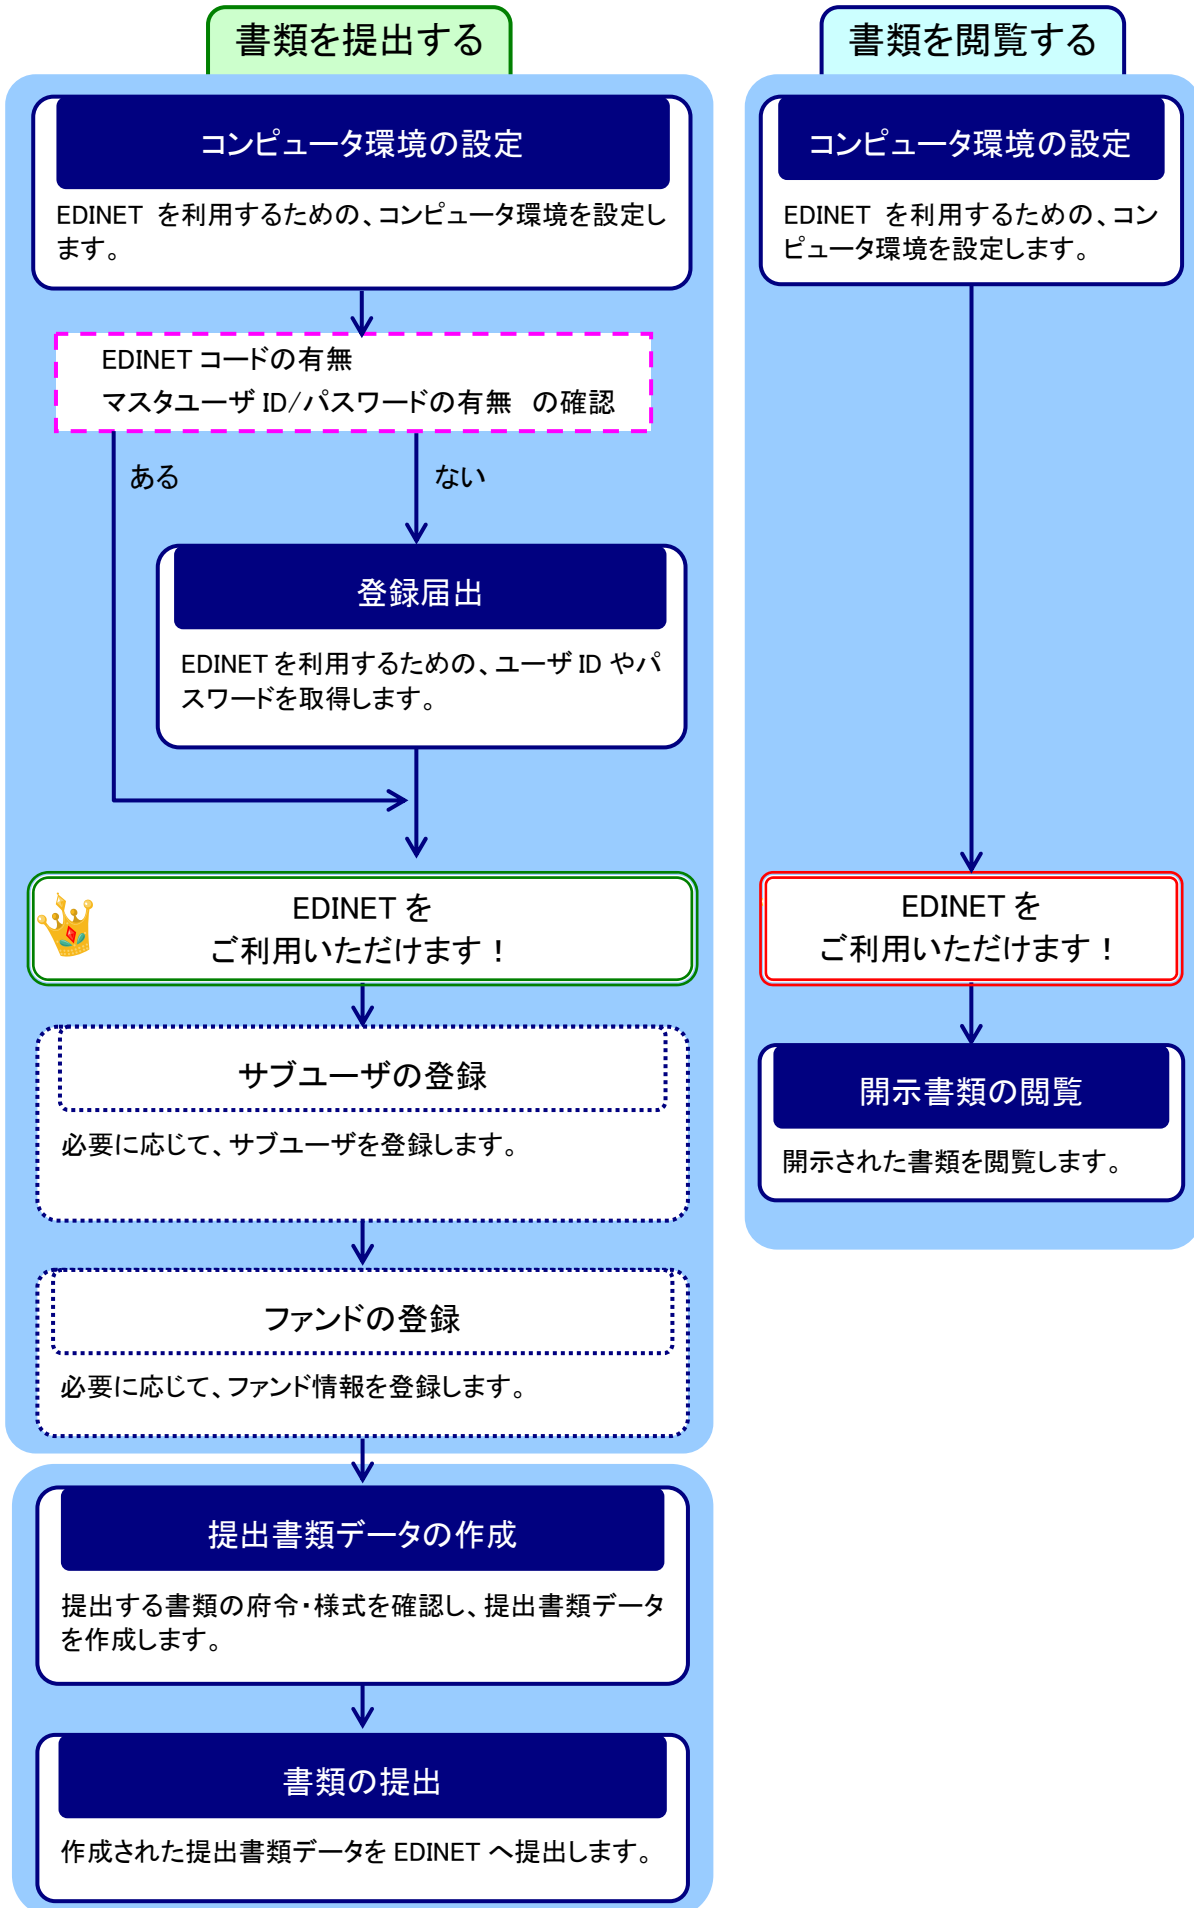 書類を提出する
コンピュータ環境の設定
EDINET を利用するための、コンピュータ環境を設定し
ます。
EDINET コードの有無
マスタユーザ ID/パスワードの有無　の確認
ある
ない
登録届出
EDINET を利用するための、ユーザ ID やパ
スワードを取得します。
EDINET を
ご利用いただけます！
サブユーザの登録
必要に応じて、サブユーザを登録します。
ファンドの登録
必要に応じて、ファンド情報を登録します。
提出書類データの作成
提出する書類の府令・様式を確認し、提出書類データ
を作成します。
書類の提出
作成された提出書類データを EDINET へ提出します。
書類を閲覧する
コンピュータ環境の設定
EDINET を利用するための、コン
ピュータ環境を設定します。
EDINET を
ご利用いただけます！
開示書類の閲覧
開示された書類を閲覧します。